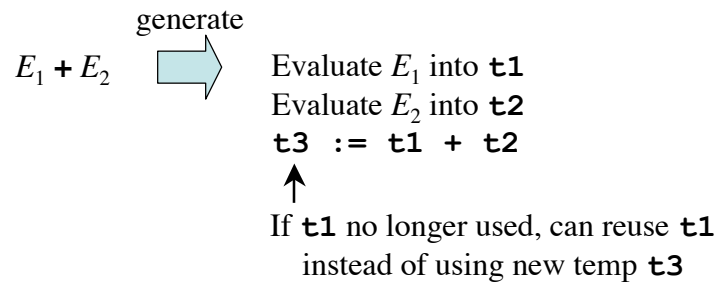 generate
E₁ + E₂
Evaluate E₁ into t1
Evaluate E₂ into t2
t3 := t1 + t2
If t1 no longer used, can reuse t1
instead of using new temp t3